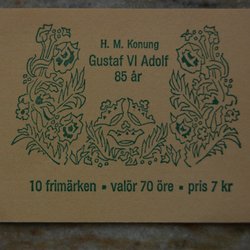 H. M. Konung
Gustaf VI Adolf
85 år
10 frimärken ▪ valör 70 öre ▪ pris 7 kr